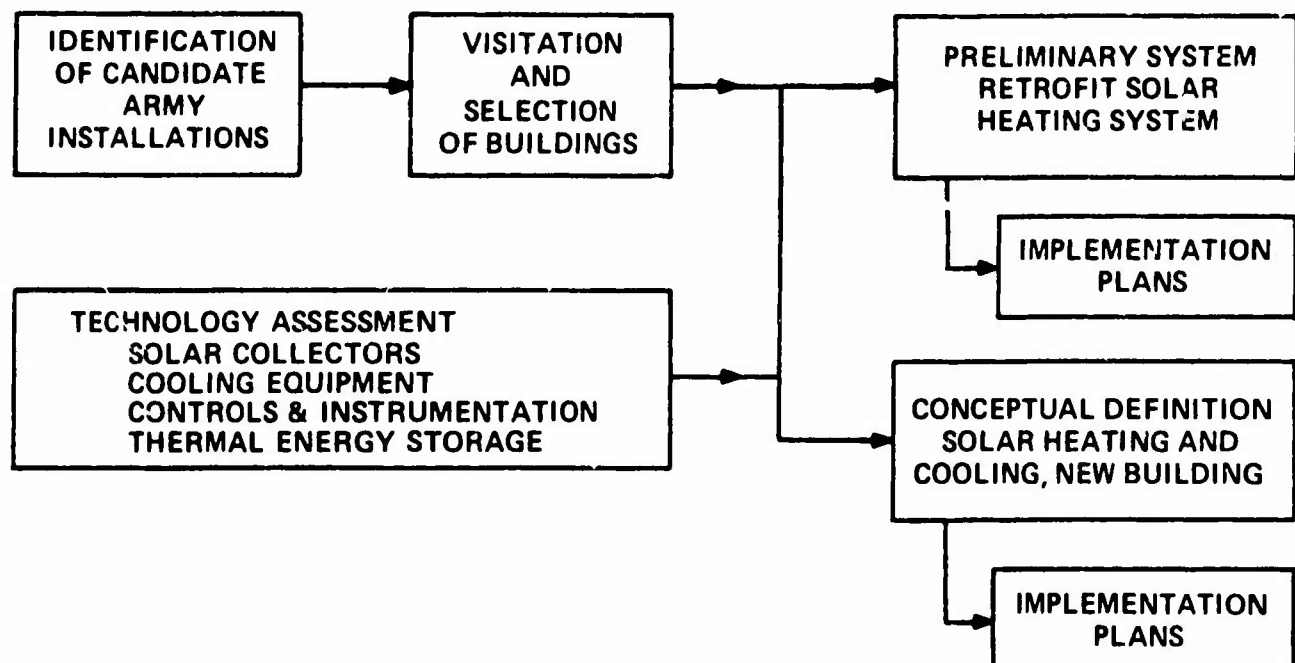 IDENTIFICATION
OF CANDIDATE
ARMY
INSTALLATIONS
VISITATION
AND
SELECTION
OF BUILDINGS
PRELIMINARY SYSTEM
RETROFIT SOLAR
HEATING SYSTEM
IMPLEMENTATION
PLANS
TECHNOLOGY ASSESSMENT
SOLAR COLLECTORS
COOLING EQUIPMENT
CONTROLS & INSTRUMENTATION
THERMAL ENERGY STORAGE
CONCEPTUAL DEFINITION
SOLAR HEATING AND
COOLING, NEW BUILDING
IMPLEMENTATION
PLANS